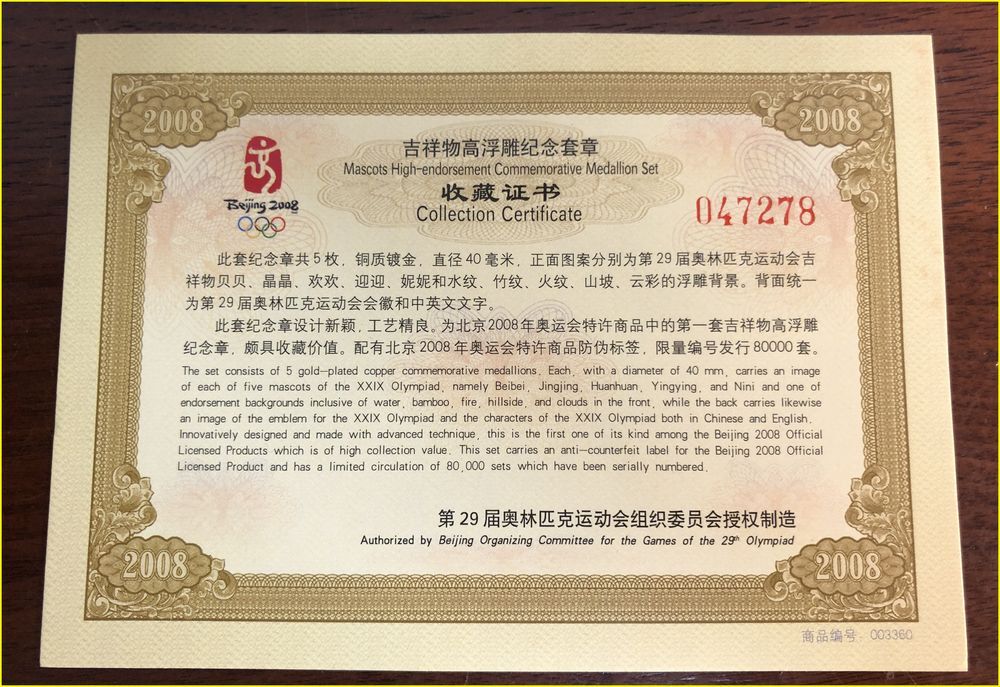 2008
2008
Beijing 2008
吉祥物高浮雕纪念套章
Mascots High-endorsement Commemorative Medallion Set
收藏证书
Collection Certificate
047278
此套纪念章共5枚，铜质镀金，直径40毫米，正面图案分别为第29届奥林匹克运动会吉
祥物贝贝、晶晶、欢欢、迎迎、妮妮和水纹、竹纹、火纹、山坡、云彩的浮雕背景。背面统一
为第29届奥林匹克运动会会徽和中英文文字。
此套纪念章设计新颖，工艺精良。为北京2008年奥运会特许商品中的第一套吉祥物高浮雕
纪念章，颇具收藏价值。配有北京2008年奥运会特许商品防伪标签，限量编号发行80000套。
The set consists of 5 gold-plated copper commemorative medallions. Each, with a diameter of 40 mm, carries an image
of each of five mascots of the XXIX Olympiad, namely Beibei, Jingjing, Huanhuan, Yingying, and Nini and one of
endorsement backgrounds inclusive of water, bamboo, fire, hillside, and clouds in the front, while the back carries likewise
an image of the emblem for the XXIX Olympiad and the characters of the XXIX Olympiad both in Chinese and English.
Innovatively designed and made with advanced technique, this is the first one of its kind among the Beijing 2008 Official
Licensed Products which is of high collection value. This set carries an anti-counterfeit label for the Beijing 2008 Official
Licensed Product and has a limited circulation of 80,000 sets which have been serially numbered.
第29届奥林匹克运动会组织委员会授权制造
Authorized by Beijing Organizing Committee for the Games of the 29th Olympiad
2008
2008
商品编号：003360